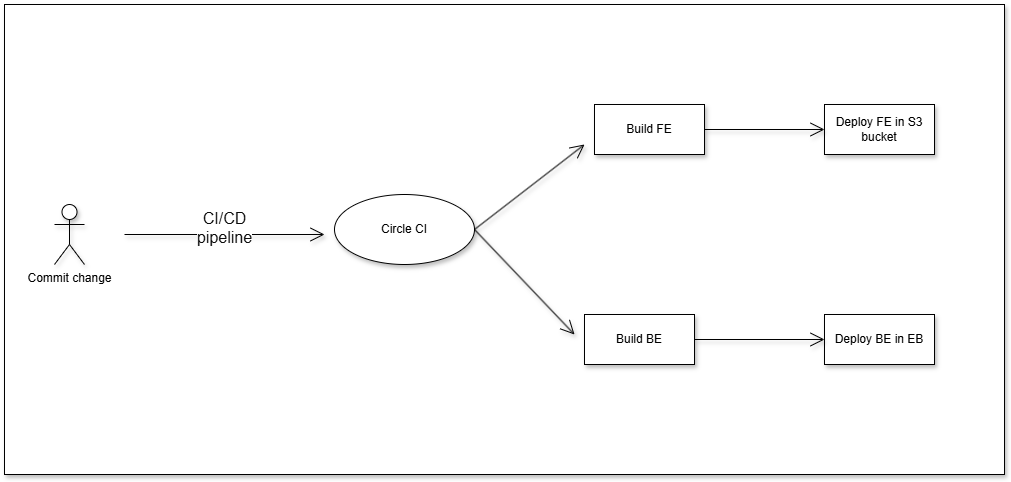 Commit change
CI/CD
pipeline
Circle CI
Build FE
Deploy FE in S3
bucket
Build BE
Deploy BE in EB